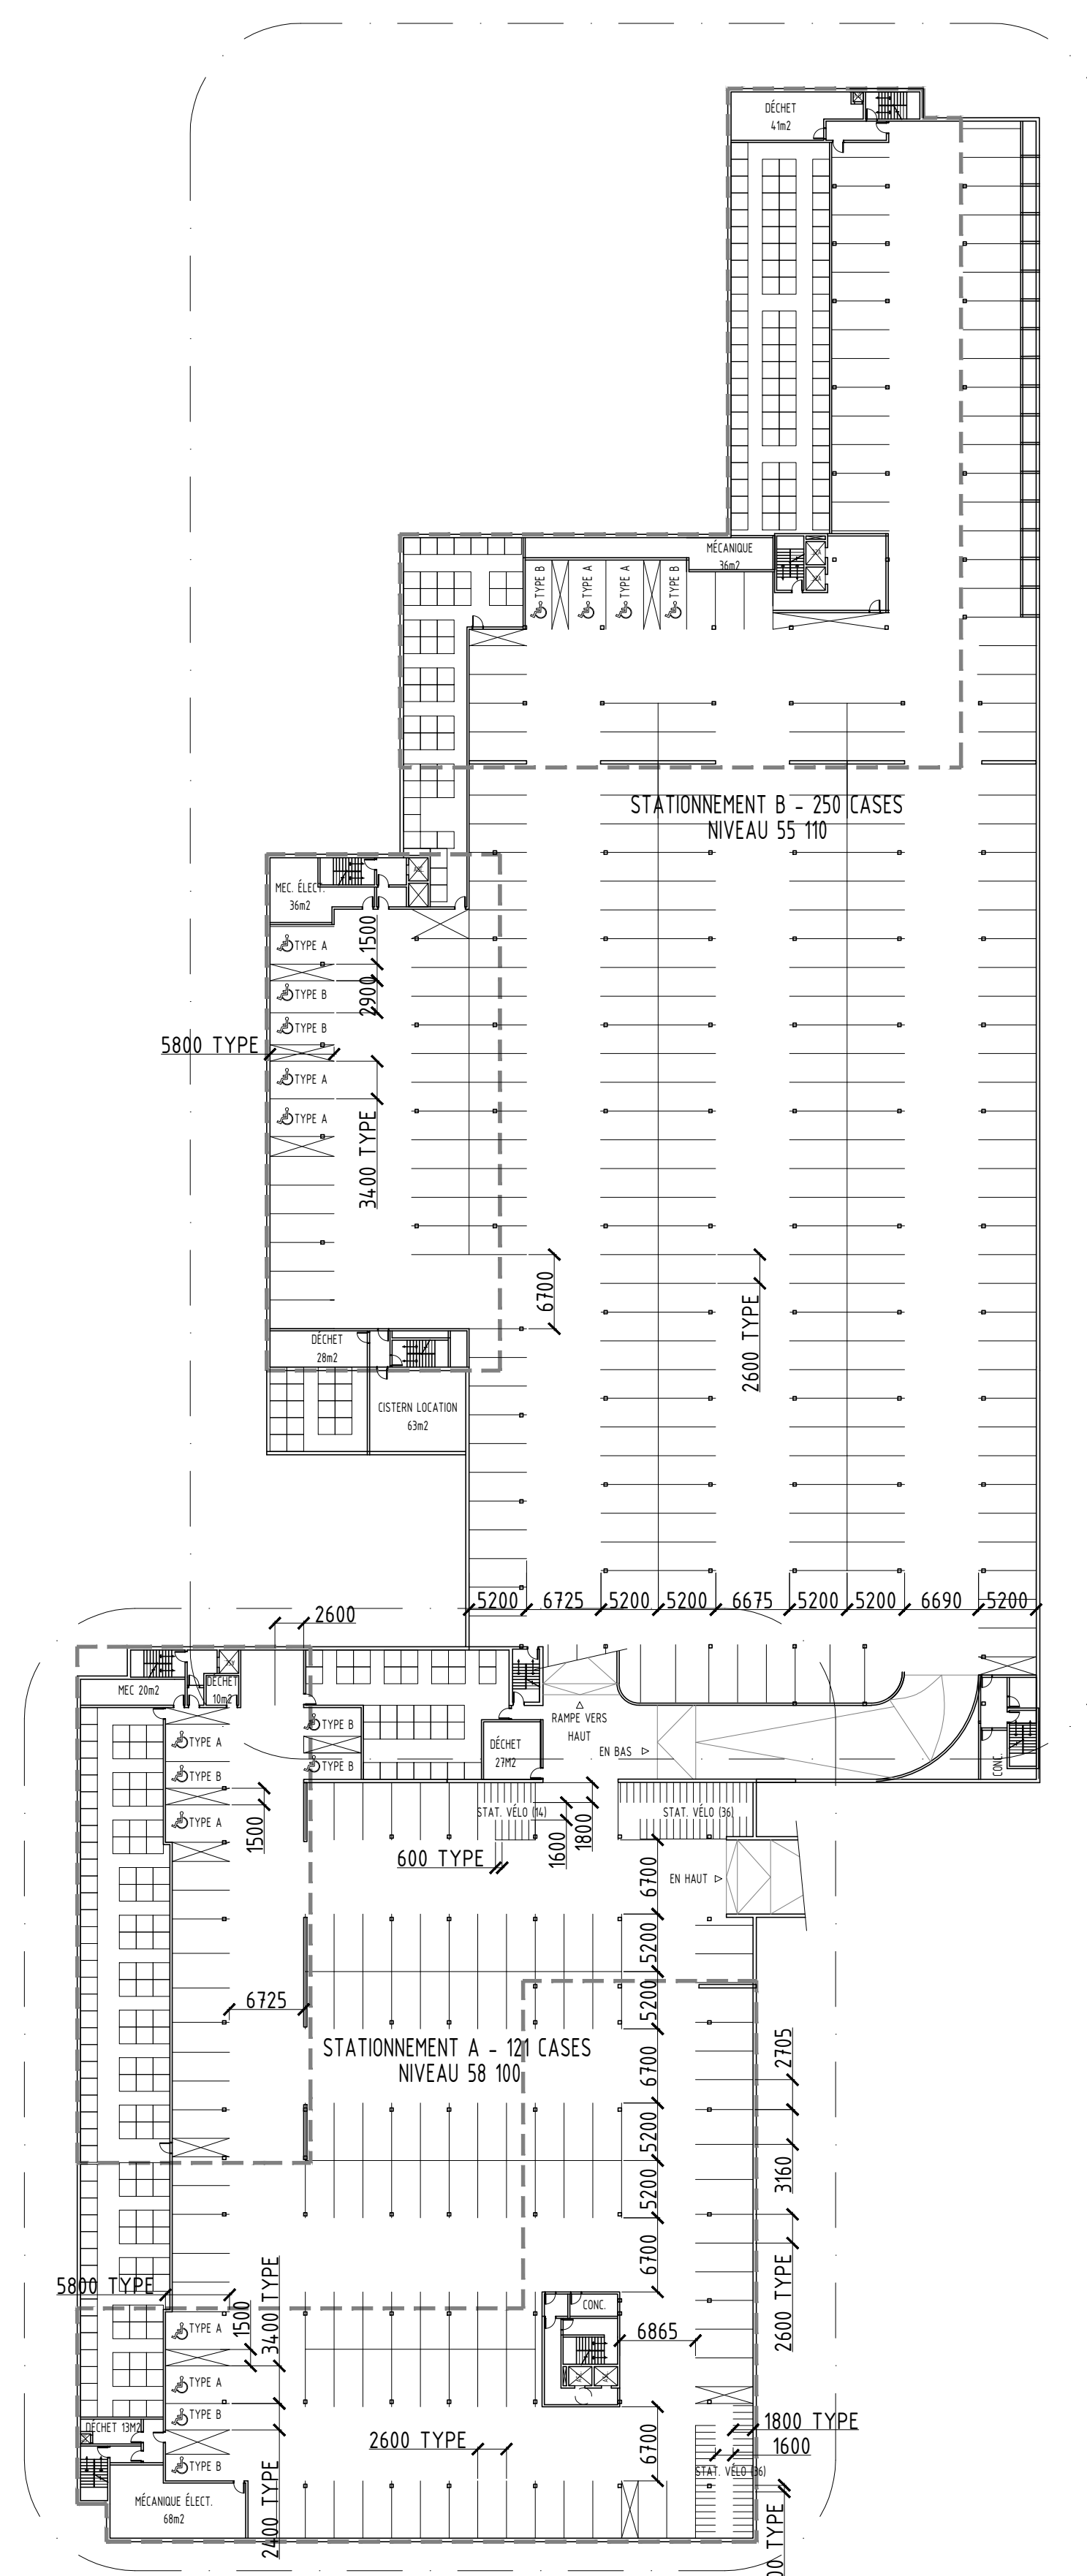 DÉCHET
41m2
MÉCANIQUE
36m2
TYPE B
TYPE A
TYPE A
TYPE B
STATIONNEMENT B - 250 CASES
NIVEAU 55 110
MEC. ÉLECT.
36m2
TYPE A
1500
TYPE B
2900
TYPE B
5800 TYPE
TYPE A
TYPE A
3400 TYPE
6700
2600 TYPE
DÉCHET
28m2
CISTERN LOCATION
63m2
5200
6725
5200
5200
6675
5200
5200
6690
5200
2600
MEC 20m2
DÉCHET
10m2
TYPE B
TYPE B
TYPE A
TYPE B
TYPE A
1500
DÉCHET
27M2
RAMPE VERS
HAUT
EN BAS
CONC.
STAT. VÉLO (14)
STAT. VÉLO (36)
1600
1800
600 TYPE
6700
EN HAUT
5200
5200
6725
STATIONNEMENT A - 121 CASES
NIVEAU 58 100
6700
2705
5200
3160
5200
6700
2600 TYPE
5800 TYPE
1500
3400 TYPE
TYPE A
TYPE A
TYPE B
TYPE B
CONC.
6865
6700
1800 TYPE
1600
2600 TYPE
STAT. VÉLO (36)
DÉCHET 13M2
MÉCANIQUE ÉLECT.
68m2
2400 TYPE